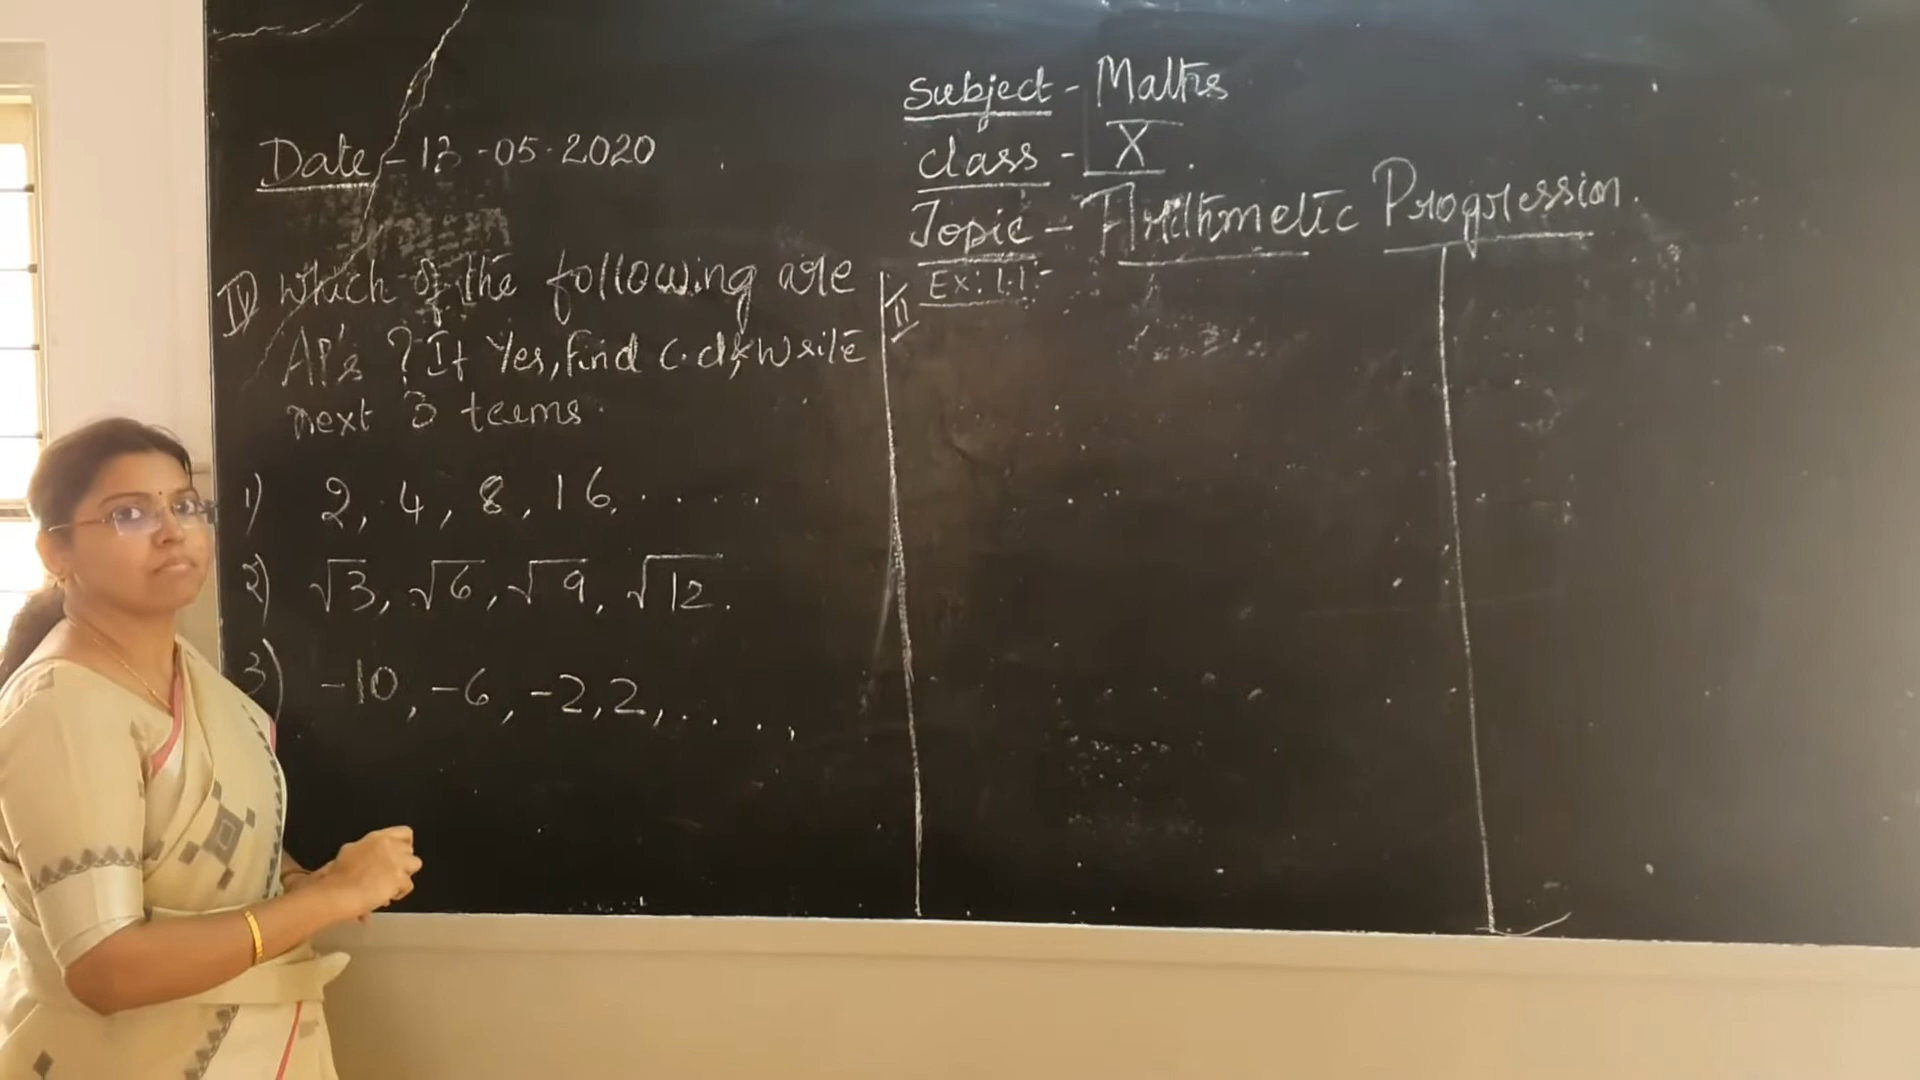 Subject - Maths
Date - 13-05-2020
Class - X.
Topic - Arithmetic Progression.
Ex: 1.1:-
IV) Which of the following are
AP's ? If Yes, find c.d, & Write
next 3 terms.
1) 2, 4, 8, 16, . . . . .
2) √3, √6, √9, √12.
3) -10, -6, -2, 2, . . . . ,